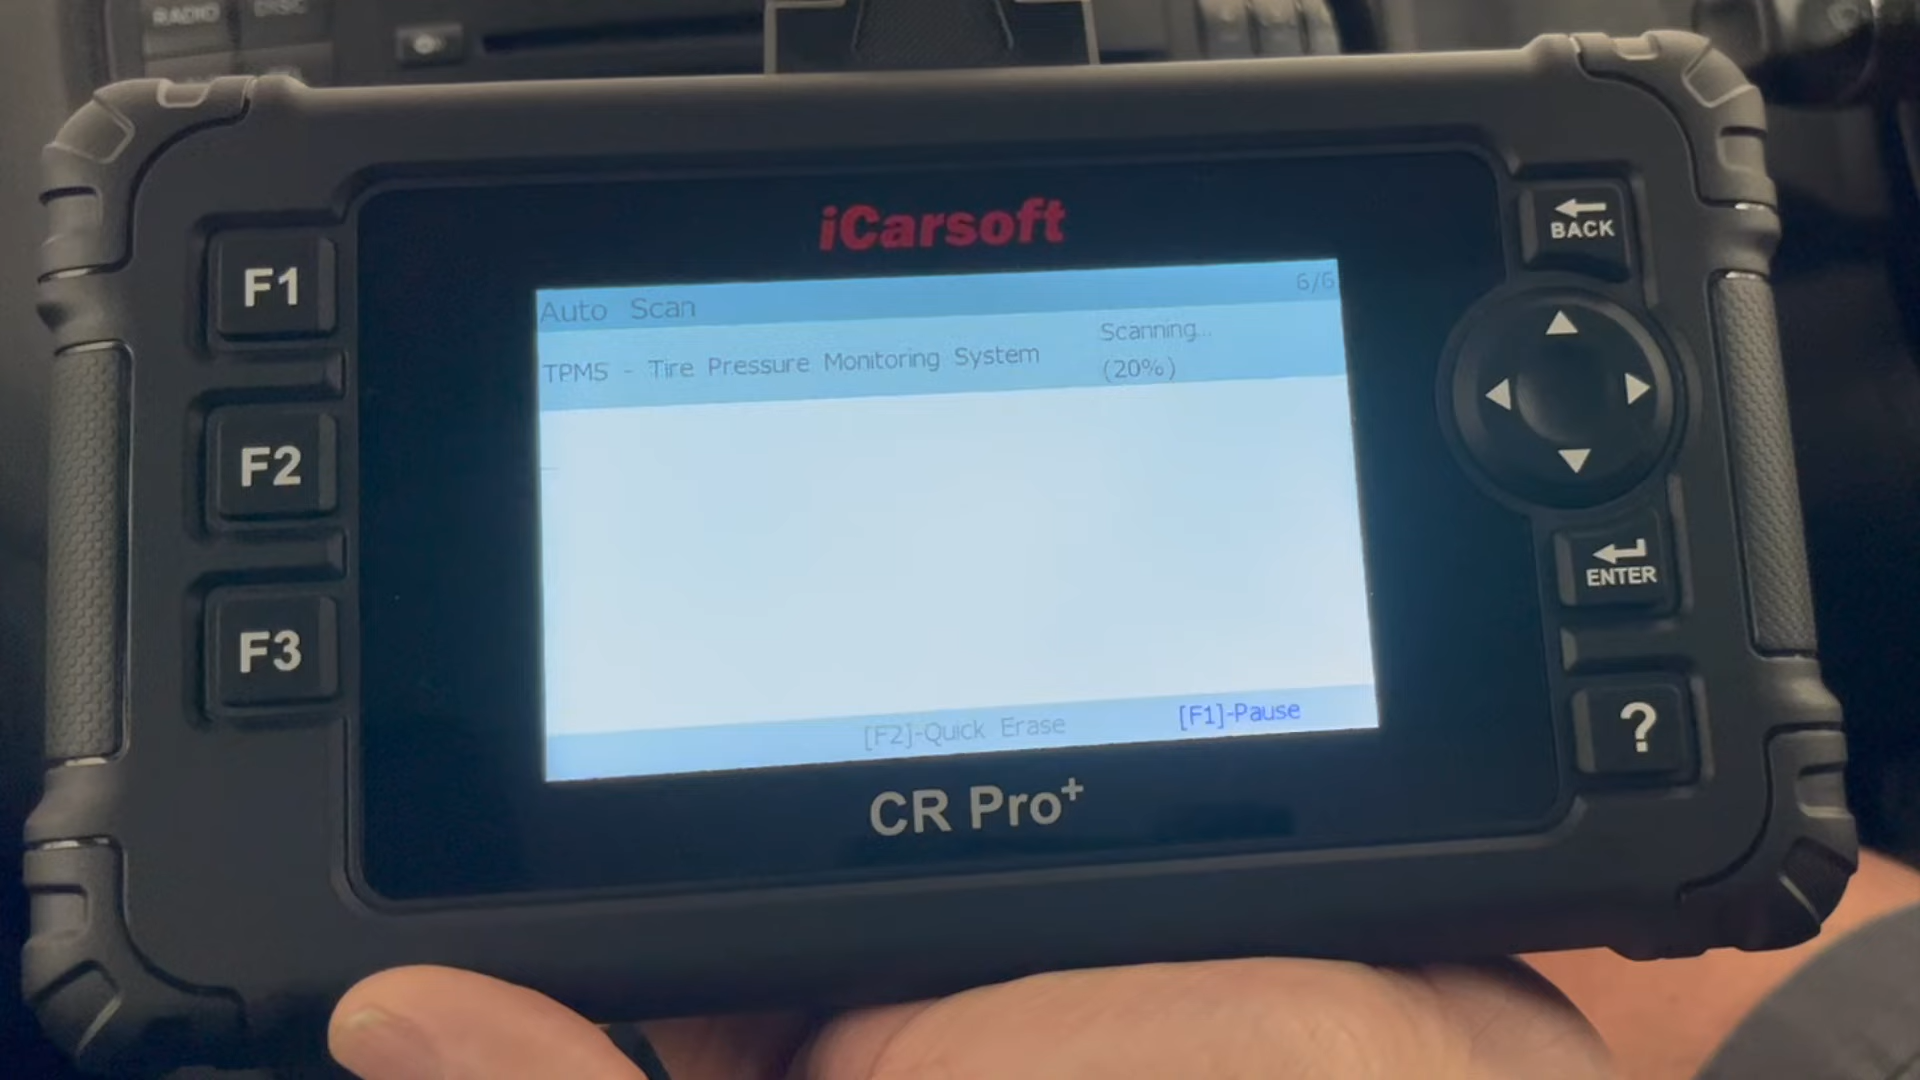 RADIO DISC
iCarsoft
Auto Scan 6/6
TPMS - Tire Pressure Monitoring System Scanning...
(20%)
[F2]-Quick Erase [F1]-Pause
CR Pro+
F1
F2
F3
BACK
ENTER
?